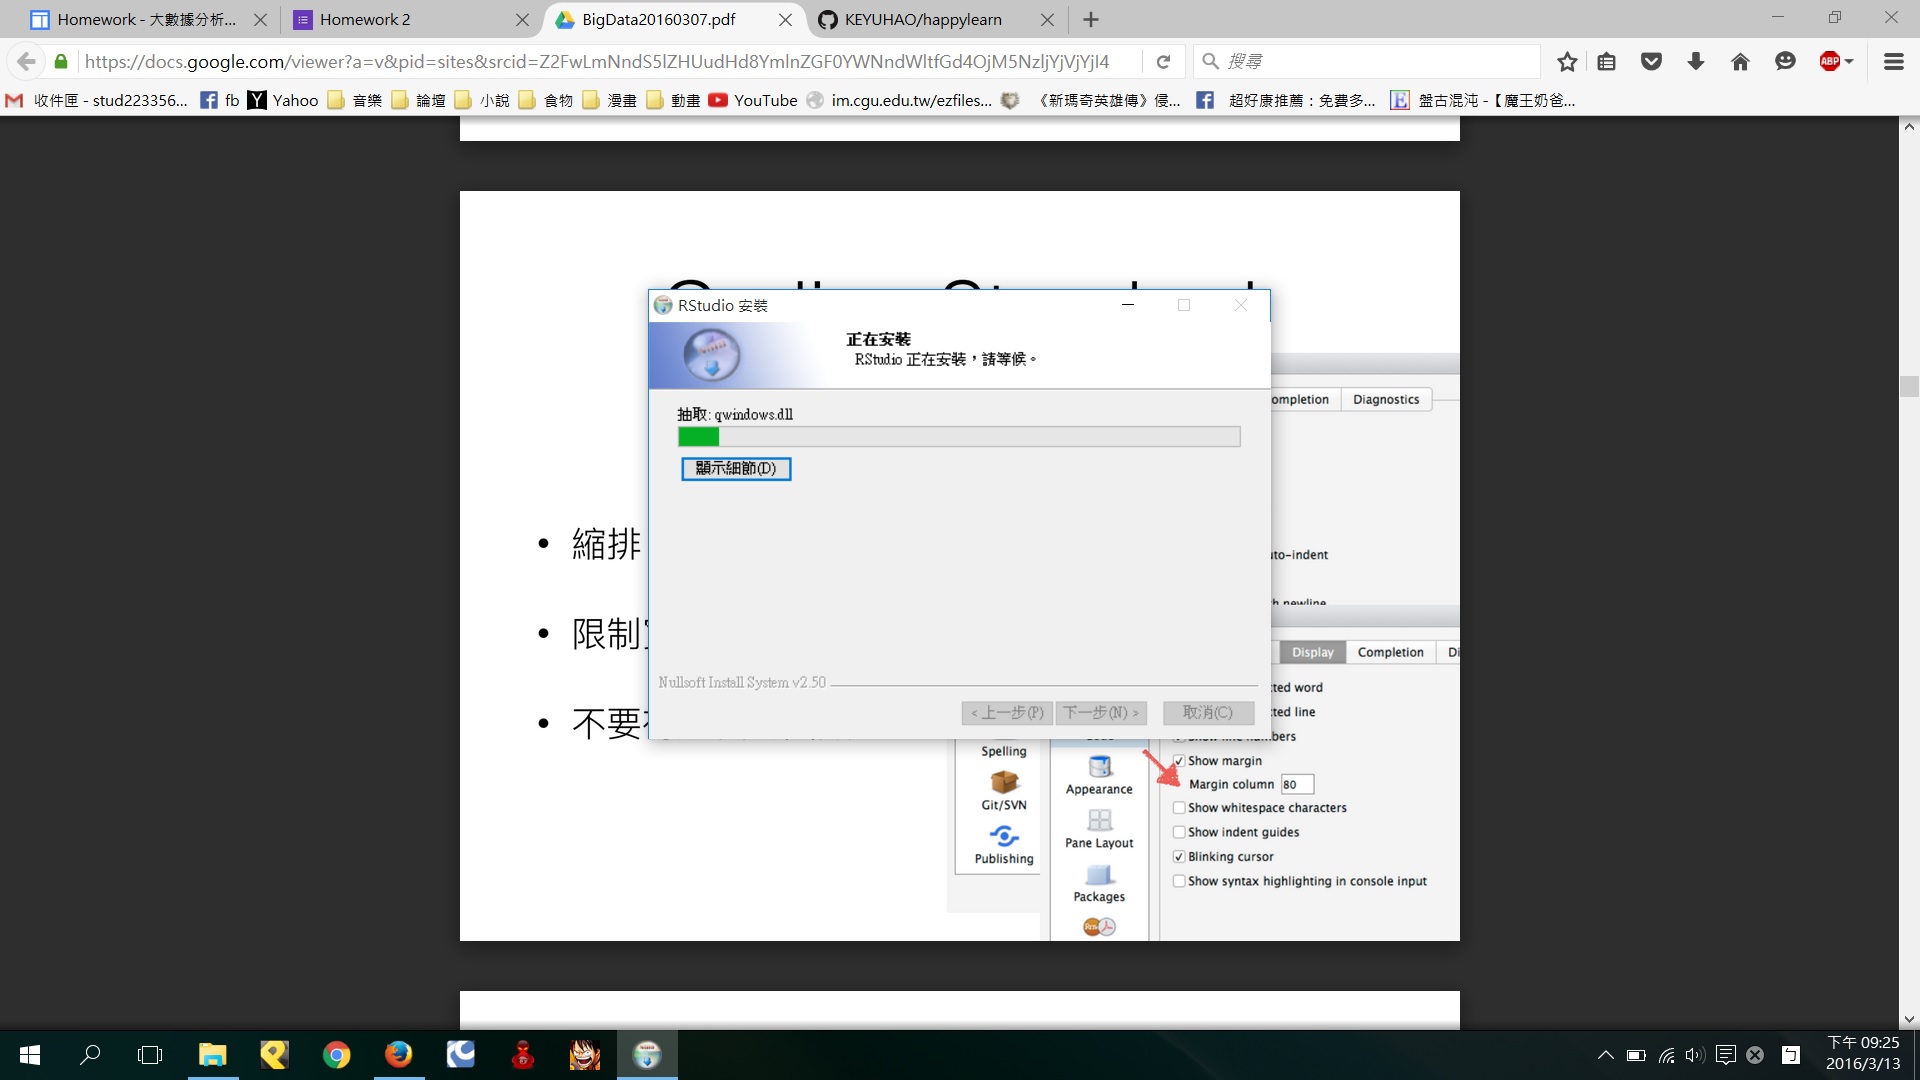 Homework - 大數據分析...
Homework 2
BigData20160307.pdf
KEYUHAO/happylearn
https://docs.google.com/viewer?a=v&pid=sites&srcid=Z2FwLmNndS5lZHUudHd8YmlnZGF0YWNndWltfGd4OjM5NzljYjVjYjI4
搜尋
ABP
收件匣 - stud223356...
fb
Yahoo
音樂
論壇
小說
食物
漫畫
動畫
YouTube
im.cgu.edu.tw/ezfiles...
《新瑪奇英雄傳》侵...
超好康推薦：免費多...
盤古混沌 -【魔王奶爸...
RStudio 安裝
正在安裝
RStudio 正在安裝，請等候。
抽取: qwindows.dll
顯示細節(D)
Nullsoft Install System v2.50
< 上一步(P)
下一步(N) >
取消(C)
ompletion
Diagnostics
縮排
uto-indent
限制
Display
Completion
Di
不要
cted word
cted line
Show margin
Margin column 80
Show whitespace characters
Show indent guides
Blinking cursor
Show syntax highlighting in console input
Spelling
Git/SVN
Publishing
Appearance
Pane Layout
Packages
下午 09:25
2016/3/13